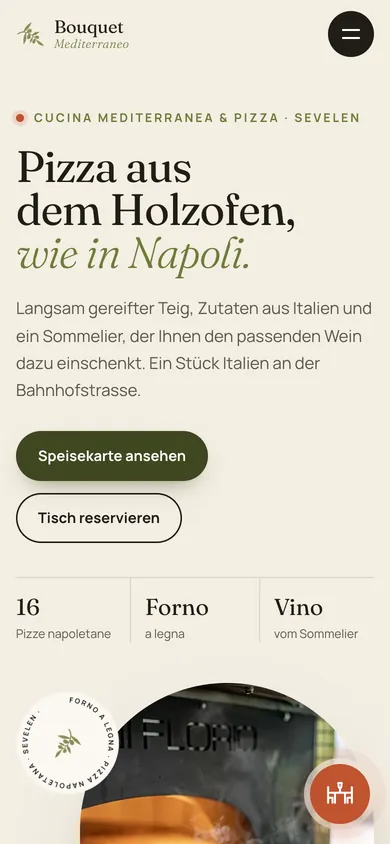 Bouquet
Mediterraneo
CUCINA MEDITERRANEA & PIZZA · SEVELEN
Pizza aus
dem Holzofen,
wie in Napoli.
Langsam gereifter Teig, Zutaten aus Italien und
ein Sommelier, der Ihnen den passenden Wein
dazu einschenkt. Ein Stück Italien an der
Bahnhofstrasse.
Speisekarte ansehen
Tisch reservieren
16
Pizze napoletane
Forno
a legna
Vino
vom Sommelier
FORNO A LEGNA · PIZZA NAPOLETANA · SEVELEN ·
FLORIO